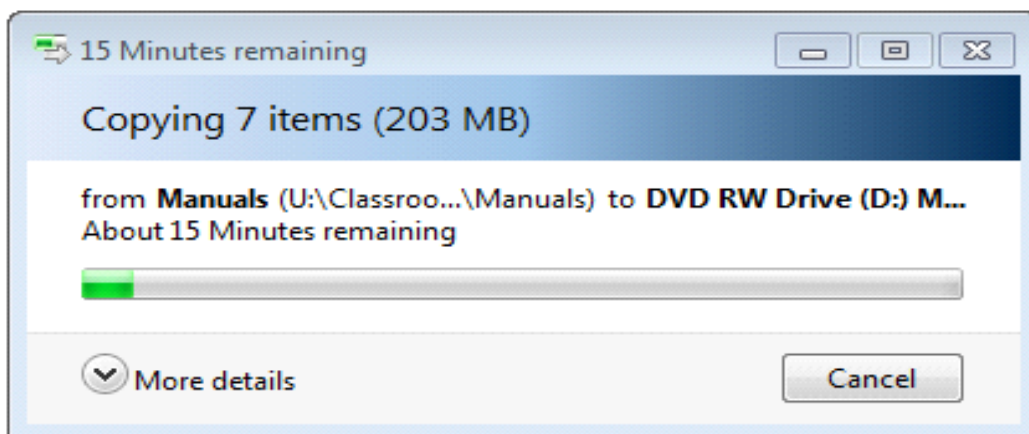 15 Minutes remaining
Copying 7 items (203 MB)
from Manuals (U:\Classroo...\Manuals) to DVD RW Drive (D:) M...
About 15 Minutes remaining
More details
Cancel